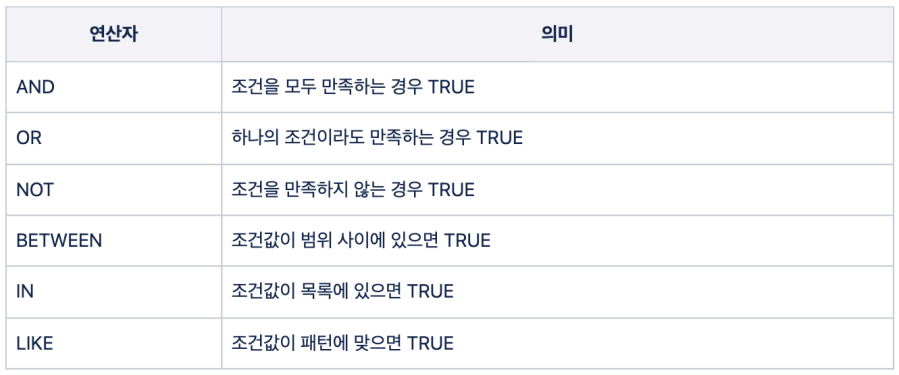 연산자 의미
AND 조건을 모두 만족하는 경우 TRUE
OR 하나의 조건이라도 만족하는 경우 TRUE
NOT 조건을 만족하지 않는 경우 TRUE
BETWEEN 조건값이 범위 사이에 있으면 TRUE
IN 조건값이 목록에 있으면 TRUE
LIKE 조건값이 패턴에 맞으면 TRUE